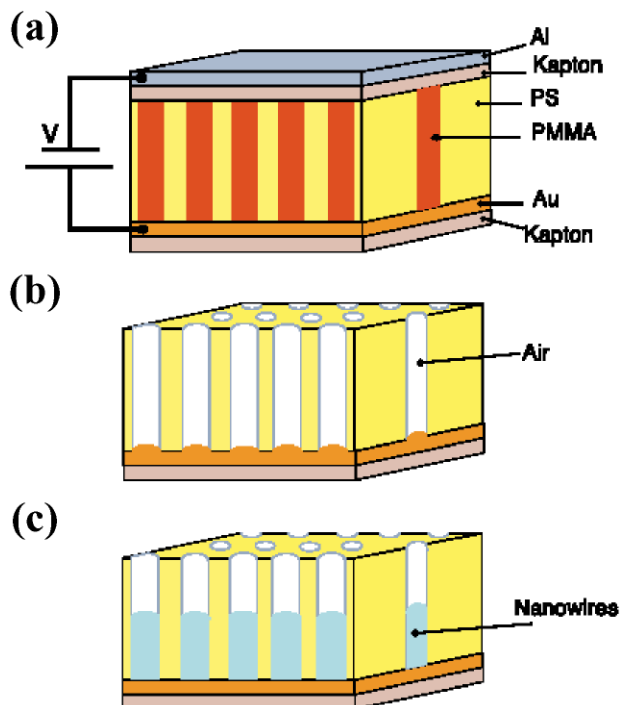 (a)
Al
Kapton
PS
PMMA
Au
Kapton
V
(b)
Air
(c)
Nanowires